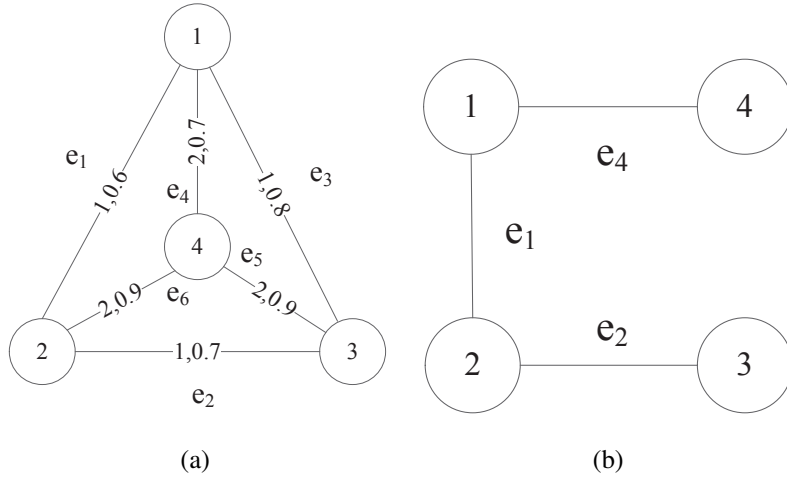 1
e₁
1,0.6
2,0.7
e₄
1,0.8
e₃
4
e₅
e₆
2,0.9
2,0.9
2
1,0.7
3
e₂
(a)
1
4
e₄
e₁
e₂
2
3
(b)